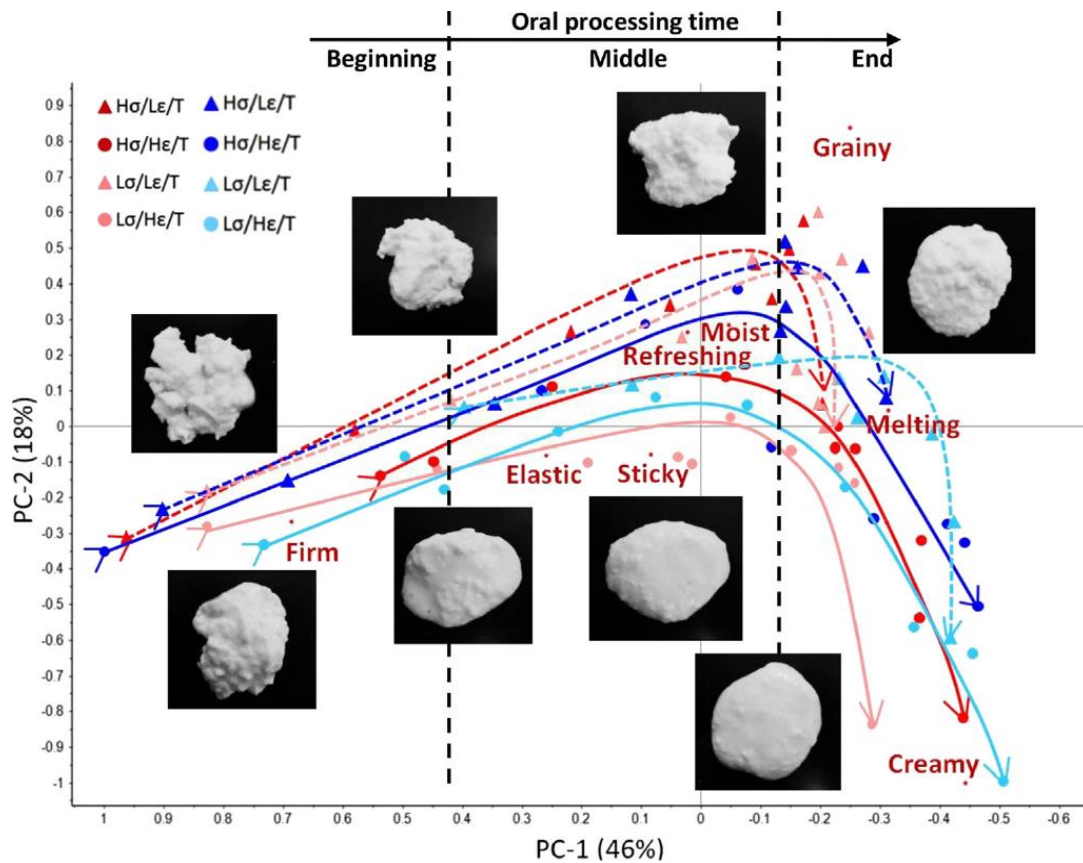 Oral processing time
Beginning Middle End
Hσ/Lε/T Hσ/Lε/T
Hσ/Hε/T Hσ/Hε/T
Lσ/Lε/T Lσ/Lε/T
Lσ/Hε/T Lσ/Hε/T
Grainy
Moist
Refreshing
Melting
Elastic Sticky
Firm
Creamy
PC-2 (18%)
0.9
0.8
0.7
0.6
0.5
0.4
0.3
0.2
0.1
0
-0.1
-0.2
-0.3
-0.4
-0.5
-0.6
-0.7
-0.8
-0.9
-1
1 0.9 0.8 0.7 0.6 0.5 0.4 0.3 0.2 0.1 0 -0.1 -0.2 -0.3 -0.4 -0.5 -0.6
PC-1 (46%)